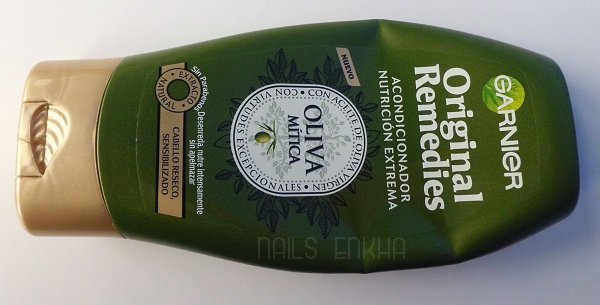 GARNIER
Original
Remedies
ACONDICIONADOR
NUTRICIÓN EXTREMA
NUEVO
CON ACEITE DE OLIVA VIRGEN
CON VIRTUDES EXCEPCIONALES
OLIVA
MÍTICA
Sin Parabenos, Desenreda, nutre intensamente
sin apelmazar
EXTRACTO
NATURAL
CABELLO RESECO,
SENSIBILIZADO
NAILS ENKHA